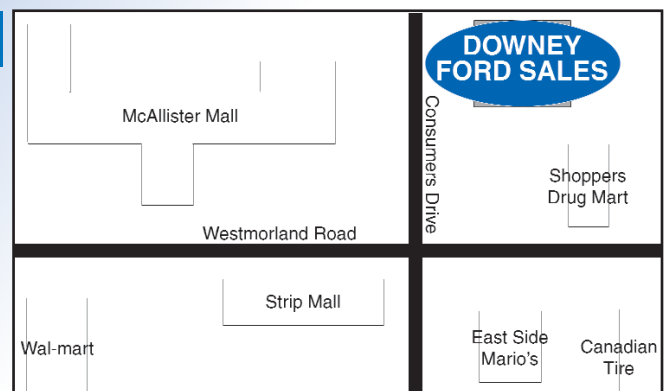 DOWNEY
FORD SALES
McAllister Mall
Consumers Drive
Shoppers
Drug Mart
Westmorland Road
Strip Mall
Wal-mart
East Side
Mario's
Canadian
Tire